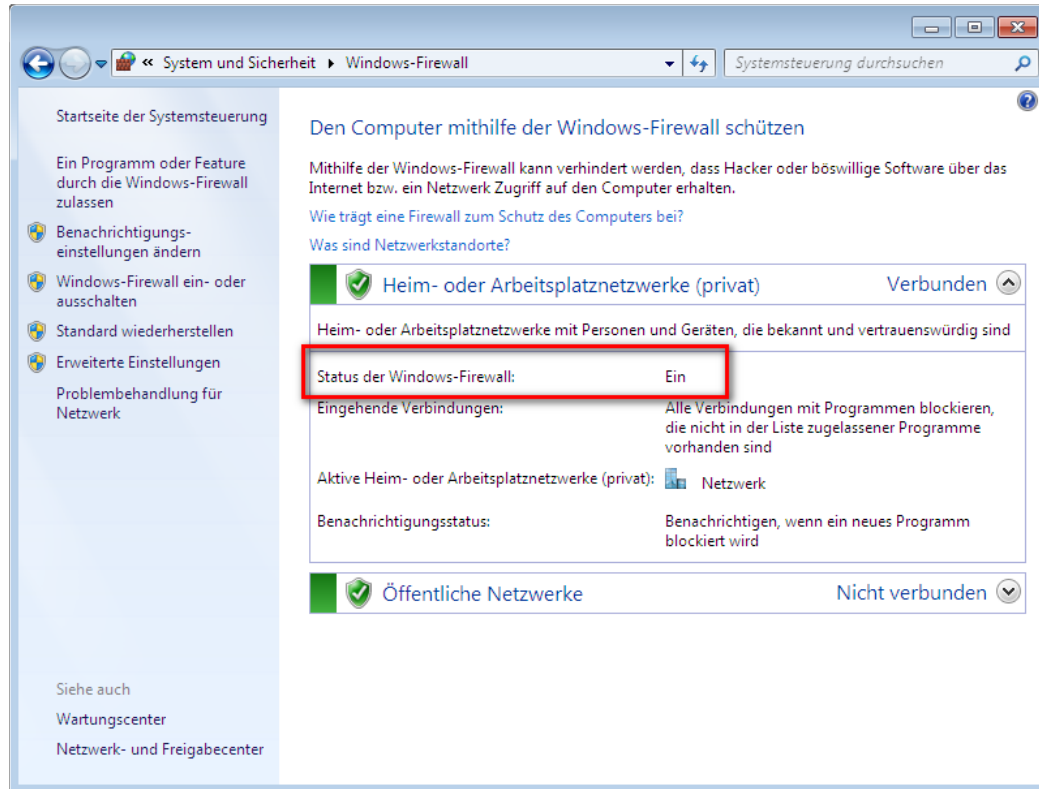 « System und Sicherheit ▸ Windows-Firewall
Systemsteuerung durchsuchen
Startseite der Systemsteuerung
Ein Programm oder Feature
durch die Windows-Firewall
zulassen
Benachrichtigungs-
einstellungen ändern
Windows-Firewall ein- oder
ausschalten
Standard wiederherstellen
Erweiterte Einstellungen
Problembehandlung für
Netzwerk
Siehe auch
Wartungscenter
Netzwerk- und Freigabecenter
Den Computer mithilfe der Windows-Firewall schützen
Mithilfe der Windows-Firewall kann verhindert werden, dass Hacker oder böswillige Software über das
Internet bzw. ein Netzwerk Zugriff auf den Computer erhalten.
Wie trägt eine Firewall zum Schutz des Computers bei?
Was sind Netzwerkstandorte?
Heim- oder Arbeitsplatznetzwerke (privat) Verbunden
Heim- oder Arbeitsplatznetzwerke mit Personen und Geräten, die bekannt und vertrauenswürdig sind
Status der Windows-Firewall: Ein
Eingehende Verbindungen: Alle Verbindungen mit Programmen blockieren,
die nicht in der Liste zugelassener Programme
vorhanden sind
Aktive Heim- oder Arbeitsplatznetzwerke (privat): Netzwerk
Benachrichtigungsstatus: Benachrichtigen, wenn ein neues Programm
blockiert wird
Öffentliche Netzwerke Nicht verbunden